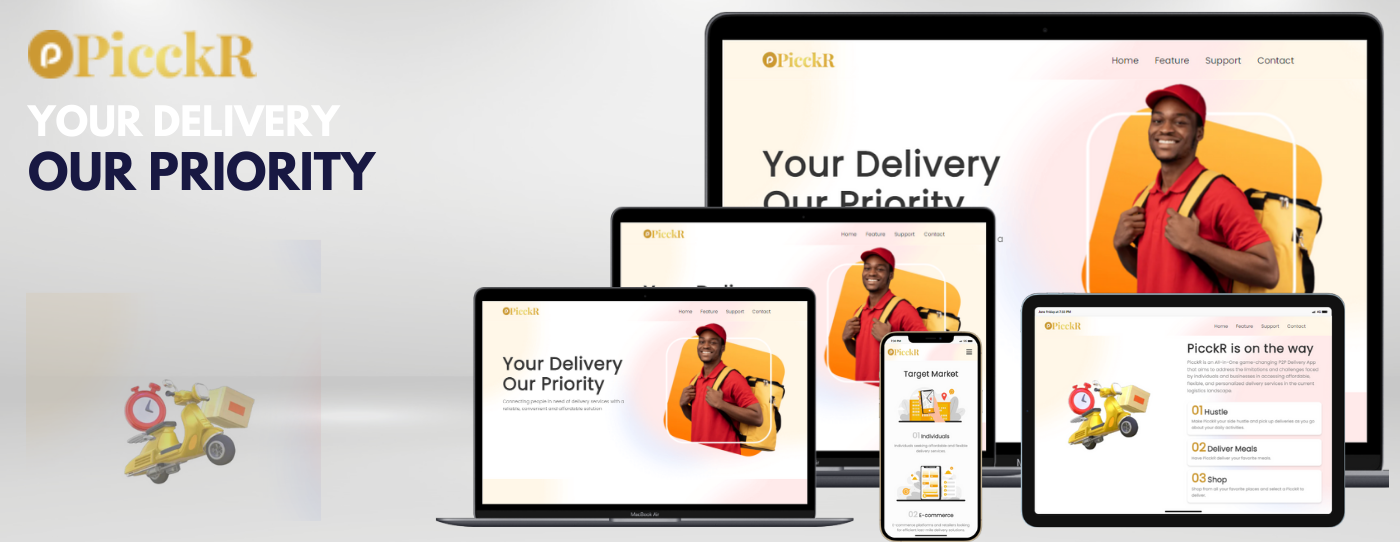 PicckR
YOUR DELIVERY
OUR PRIORITY
PicckR
Home Feature Support Contact
Your Delivery
Our Priority
a
PicckR
Home Feature Support Contact
PicckR
Home Feature Support Contact
Your Delivery
Our Priority
Connecting people in need of delivery services with a
reliable, convenient and affordable solution
MacBook Air
PicckR
Target Market
01 Individuals
Individuals seeking affordable and flexible
delivery services.
02 E-commerce
E-commerce platforms and retailers looking
for efficient last-mile delivery solutions.
PicckR
Home Feature Support Contact
PicckR is on the way
PicckR is an All-in-One game-changing P2P Delivery App
that aims to address the limitations and challenges faced
by individuals and businesses in accessing affordable,
flexible, and personalized delivery services in the current
logistics landscape.
01 Hustle
Make PicckR your side hustle and pick up deliveries as you go
about your daily activities.
02 Deliver Meals
Have PicckR deliver your favorite meals.
03 Shop
Shop from all your favorite places and select a PicckR to
deliver.